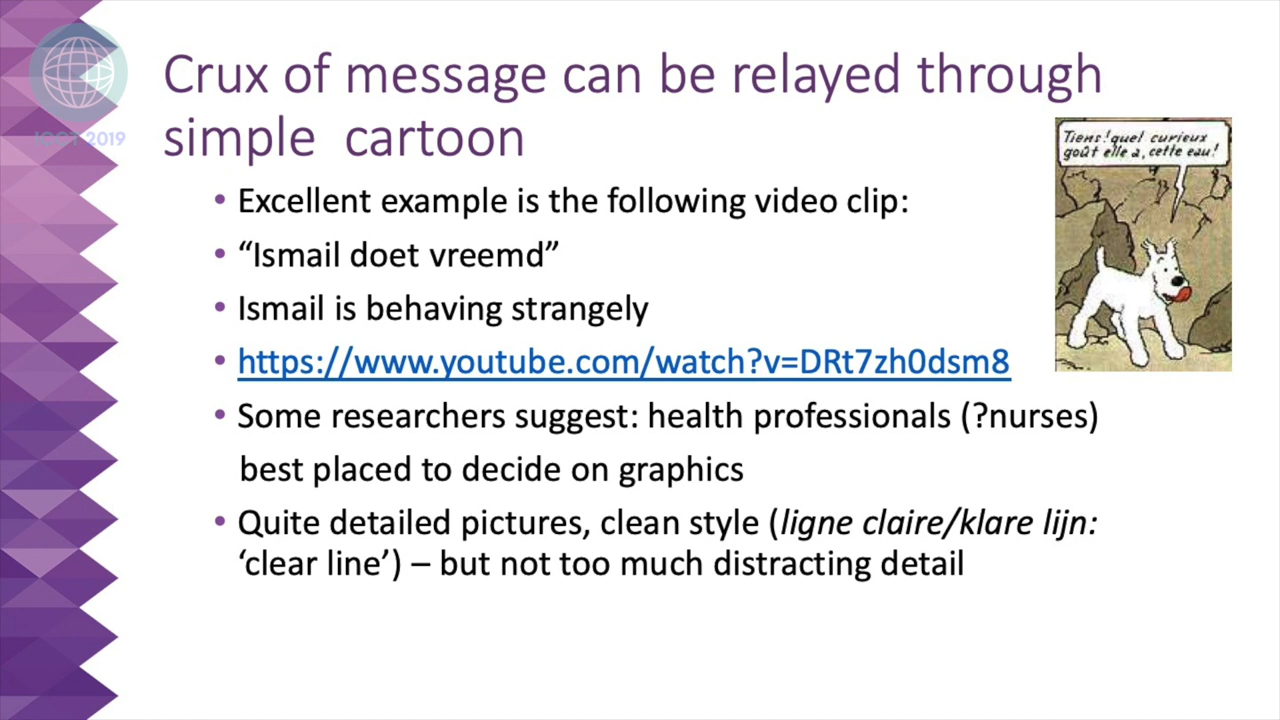 Crux of message can be relayed through
simple cartoon
Tiens! quel curieux
goût elle a, cette eau!
• Excellent example is the following video clip:
• “Ismail doet vreemd”
• Ismail is behaving strangely
• https://www.youtube.com/watch?v=DRt7zh0dsm8
• Some researchers suggest: health professionals (?nurses)
best placed to decide on graphics
• Quite detailed pictures, clean style (ligne claire/klare lijn:
‘clear line’) – but not too much distracting detail
2019